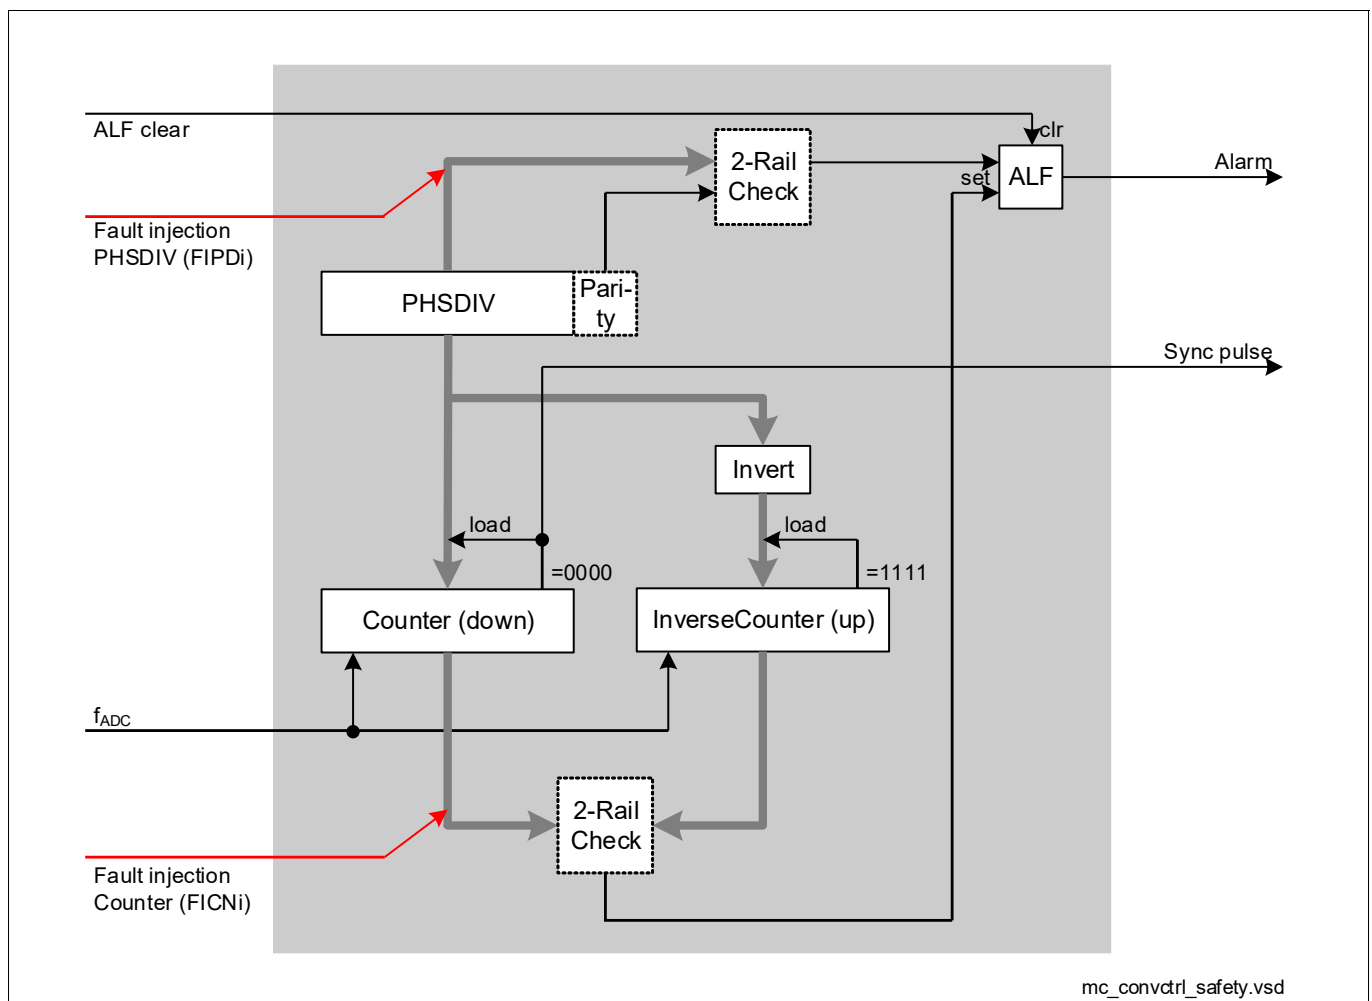 ALF clear
clr
2-Rail
Check
set
ALF
Alarm
Fault injection
PHSDIV (FIPDi)
PHSDIV
Pari-
ty
Sync pulse
Invert
load
load
=0000
=1111
Counter (down)
InverseCounter (up)
fADC
2-Rail
Check
Fault injection
Counter (FICNi)
mc_convctrl_safety.vsd